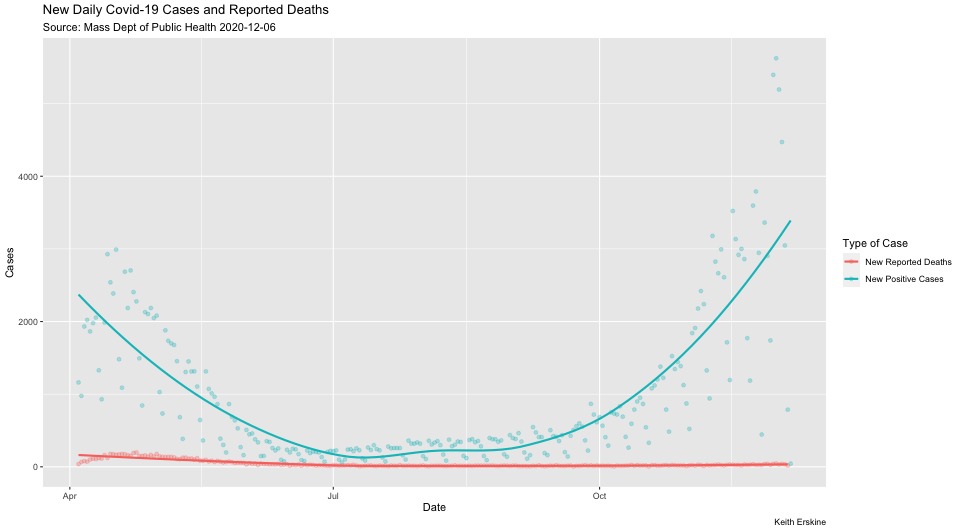 New Daily Covid-19 Cases and Reported Deaths
Source: Mass Dept of Public Health 2020-12-06
Cases
4000
2000
0
Apr
Jul
Oct
Date
Type of Case
New Reported Deaths
New Positive Cases
Keith Erskine